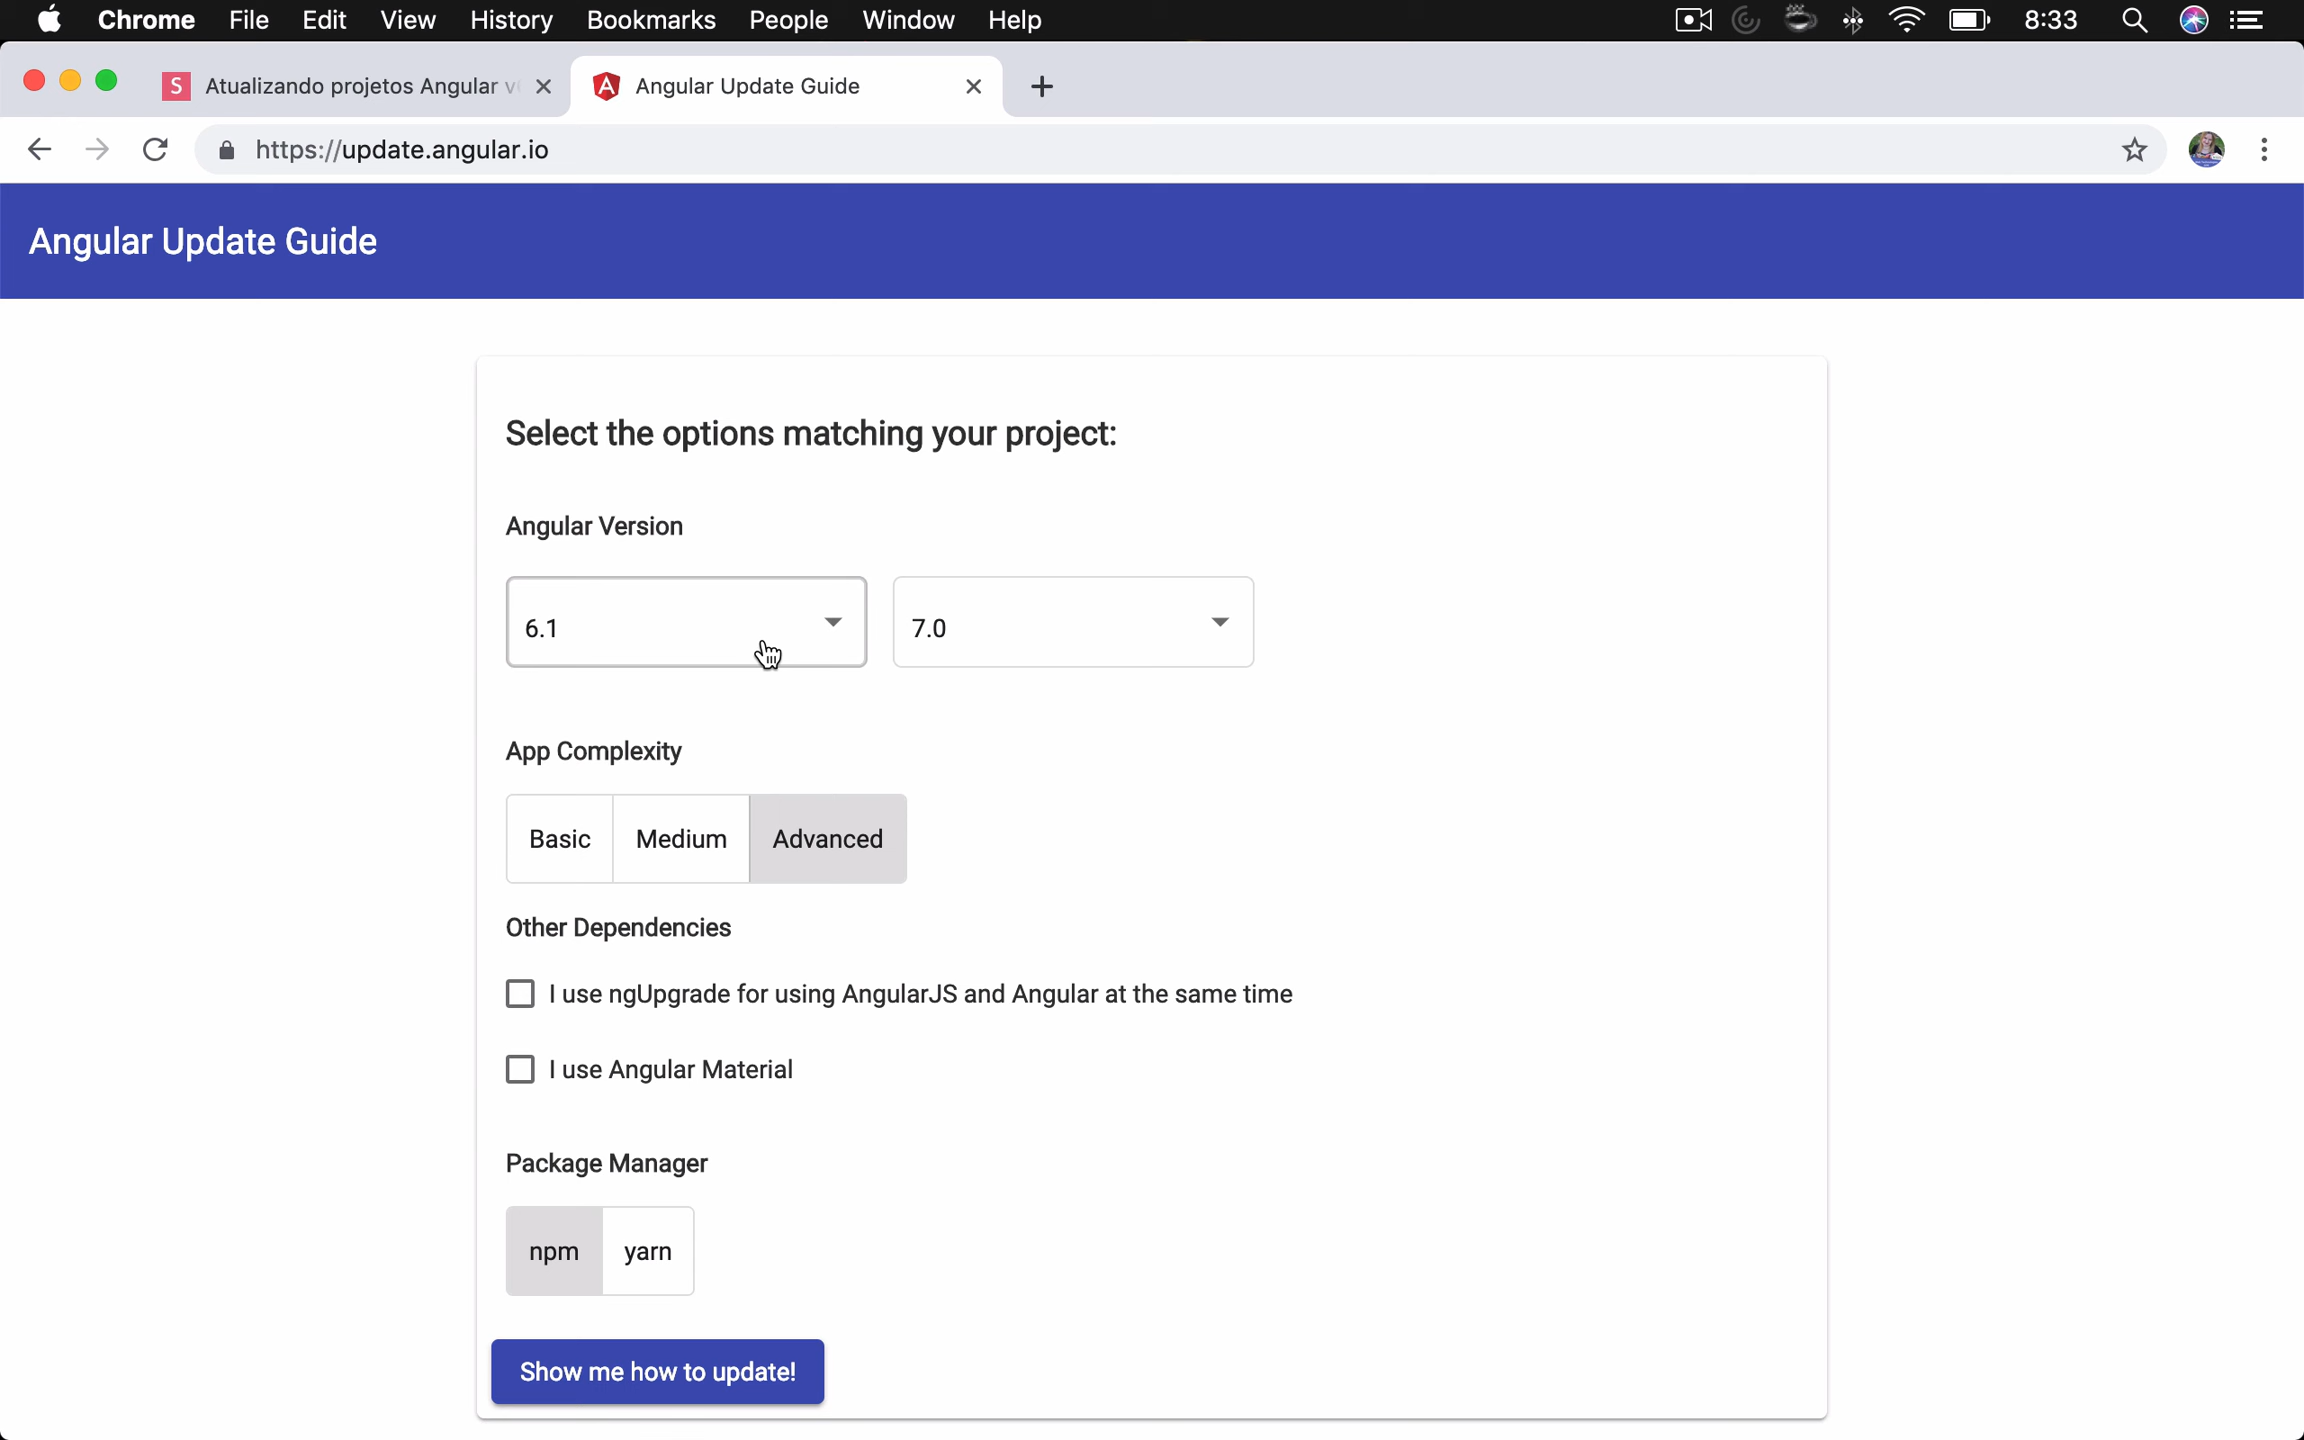 Chrome File Edit View History Bookmarks People Window Help 8:33
S Atualizando projetos Angular Angular Update Guide
https://update.angular.io
Angular Update Guide
Select the options matching your project:
Angular Version
6.1 7.0
App Complexity
Basic Medium Advanced
Other Dependencies
I use ngUpgrade for using AngularJS and Angular at the same time
I use Angular Material
Package Manager
npm yarn
Show me how to update!